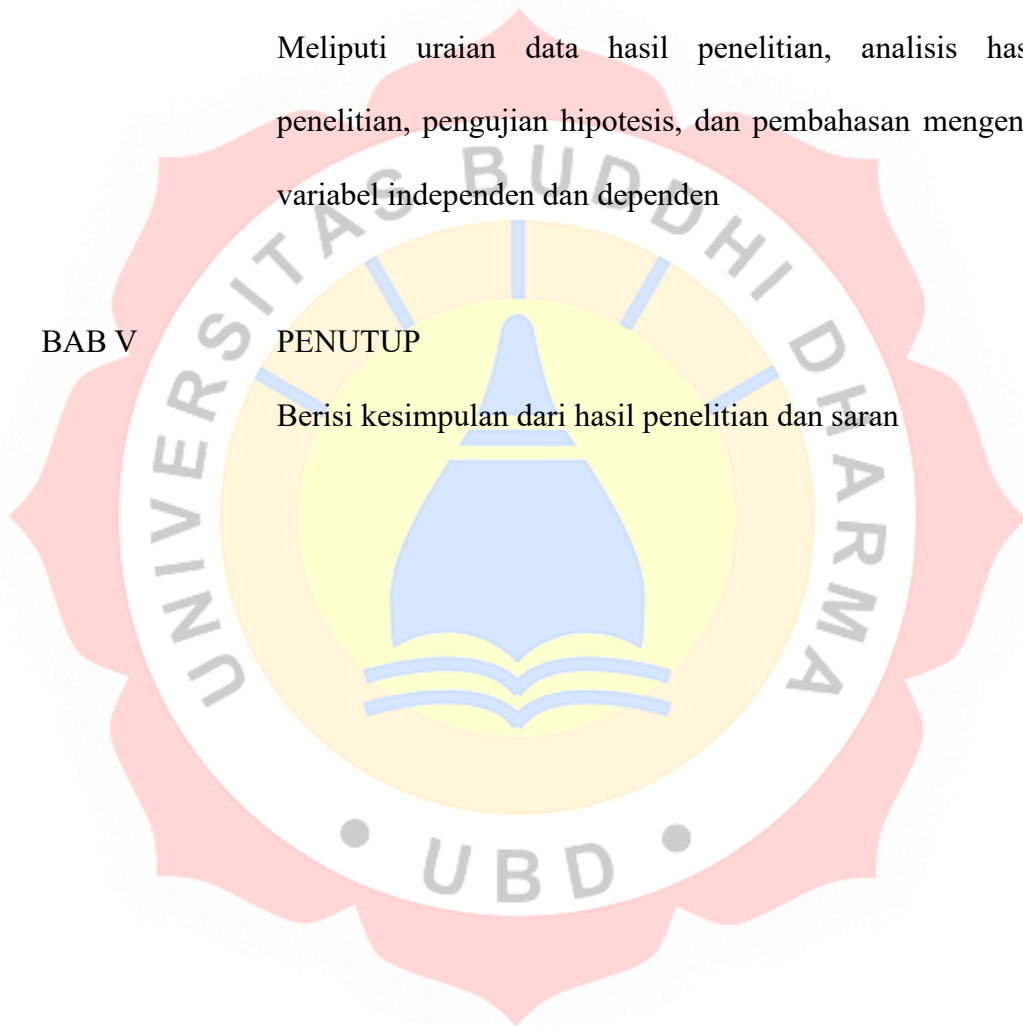 Meliputi uraian data hasil penelitian, analisis has
penelitian, pengujian hipotesis, dan pembahasan mengen
variabel independen dan dependen
BAB V PENUTUP
Berisi kesimpulan dari hasil penelitian dan saran
UNIVERSITAS BUDDHI DHARMA
• UBD •